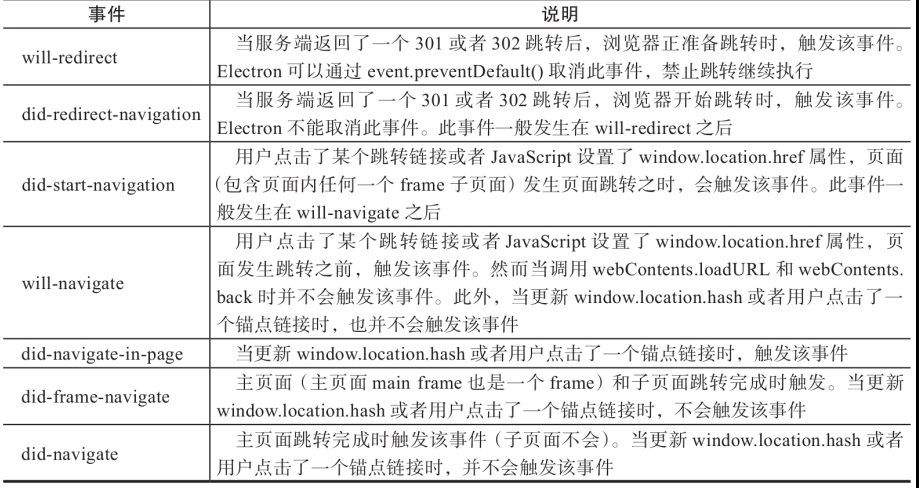 事件 说明
will-redirect
当服务端返回了一个 301 或者 302 跳转后，浏览器正准备跳转时，触发该事件。
Electron 可以通过 event.preventDefault() 取消此事件，禁止跳转继续执行
did-redirect-navigation
当服务端返回了一个 301 或者 302 跳转后，浏览器开始跳转时，触发该事件。
Electron 不能取消此事件。此事件一般发生在 will-redirect 之后
did-start-navigation
用户点击了某个跳转链接或者 JavaScript 设置了 window.location.href 属性，页面
（包含页面内任何一个 frame 子页面）发生页面跳转之时，会触发该事件。此事件一
般发生在 will-navigate 之后
will-navigate
用户点击了某个跳转链接或者 JavaScript 设置了 window.location.href 属性，页
面发生跳转之前，触发该事件。然而当调用 webContents.loadURL 和 webContents.
back 时并不会触发该事件。此外，当更新 window.location.hash 或者用户点击了一
个锚点链接时，也并不会触发该事件
did-navigate-in-page
当更新 window.location.hash 或者用户点击了一个锚点链接时，触发该事件
did-frame-navigate
主页面（主页面 main frame 也是一个 frame）和子页面跳转完成时触发。当更新
window.location.hash 或者用户点击了一个锚点链接时，不会触发该事件
did-navigate
主页面跳转完成时触发该事件（子页面不会）。当更新 window.location.hash 或者
用户点击了一个锚点链接时，并不会触发该事件